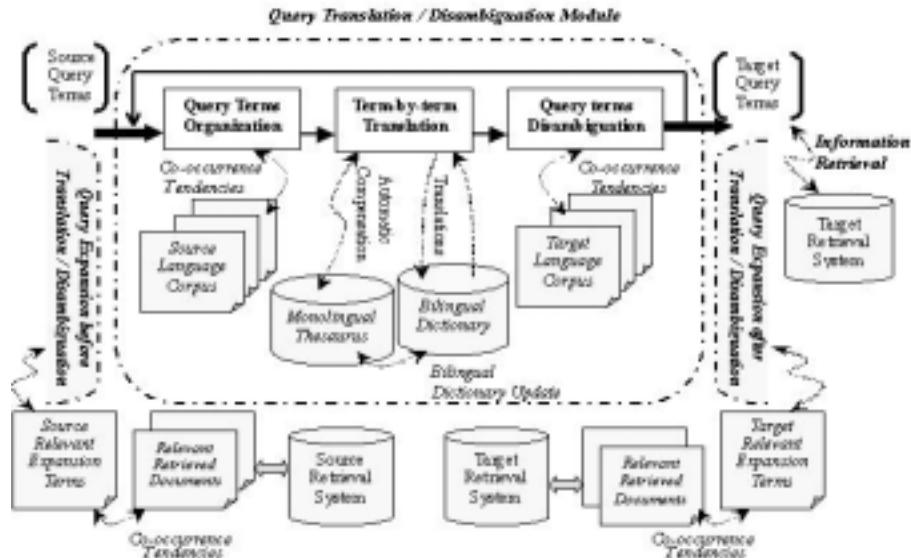 Query Translation / Disambiguation Module
Source
Query
Terms
Target
Query
Terms
Query Terms
Organization
Term-by-term
Translation
Query terms
Disambiguation
Information
Retrieval
Co-occurrence
Tendencies
Automatic
Compensation
Translations
Co-occurrence
Tendencies
Query Expansion before
Translation / Disambiguation
Query Expansion after
Translation / Disambiguation
Source
Language
Corpus
Target
Language
Corpus
Target
Retrieval
System
Monolingual
Thesaurus
Bilingual
Dictionary
Bilingual
Dictionary Update
Source
Relevant
Expansion
Terms
Relevant
Retrieved
Documents
Source
Retrieval
System
Target
Retrieval
System
Relevant
Retrieved
Documents
Target
Relevant
Expansion
Terms
Co-occurrence
Tendencies
Co-occurrence
Tendencies